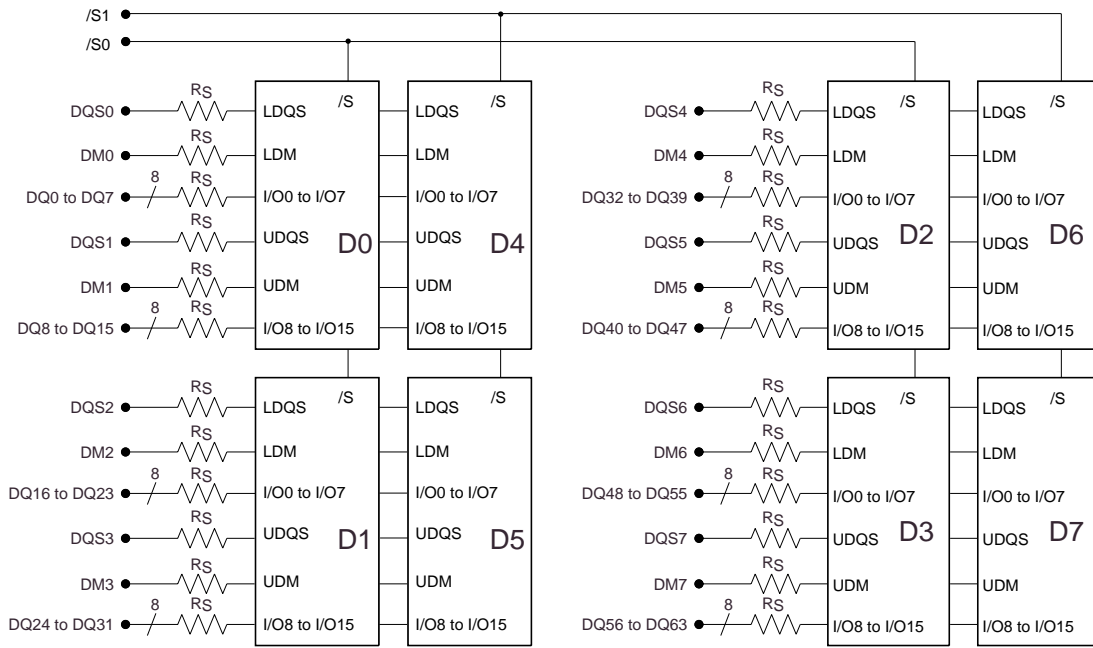 /S1
/S0
RS /S /S
DQS0 LDQS LDQS
RS
DM0 LDM LDM
8 RS
DQ0 to DQ7 I/O0 to I/O7 I/O0 to I/O7
RS
DQS1 UDQS D0 UDQS D4
RS
DM1 UDM UDM
8 RS
DQ8 to DQ15 I/O8 to I/O15 I/O8 to I/O15
RS /S /S
DQS4 LDQS LDQS
RS
DM4 LDM LDM
8 RS
DQ32 to DQ39 I/O0 to I/O7 I/O0 to I/O7
RS
DQS5 UDQS D2 UDQS D6
RS
DM5 UDM UDM
8 RS
DQ40 to DQ47 I/O8 to I/O15 I/O8 to I/O15
RS /S /S
DQS2 LDQS LDQS
RS
DM2 LDM LDM
8 RS
DQ16 to DQ23 I/O0 to I/O7 I/O0 to I/O7
RS
DQS3 UDQS D1 UDQS D5
RS
DM3 UDM UDM
8 RS
DQ24 to DQ31 I/O8 to I/O15 I/O8 to I/O15
RS /S /S
DQS6 LDQS LDQS
RS
DM6 LDM LDM
8 RS
DQ48 to DQ55 I/O0 to I/O7 I/O0 to I/O7
RS
DQS7 UDQS D3 UDQS D7
RS
DM7 UDM UDM
8 RS
DQ56 to DQ63 I/O8 to I/O15 I/O8 to I/O15